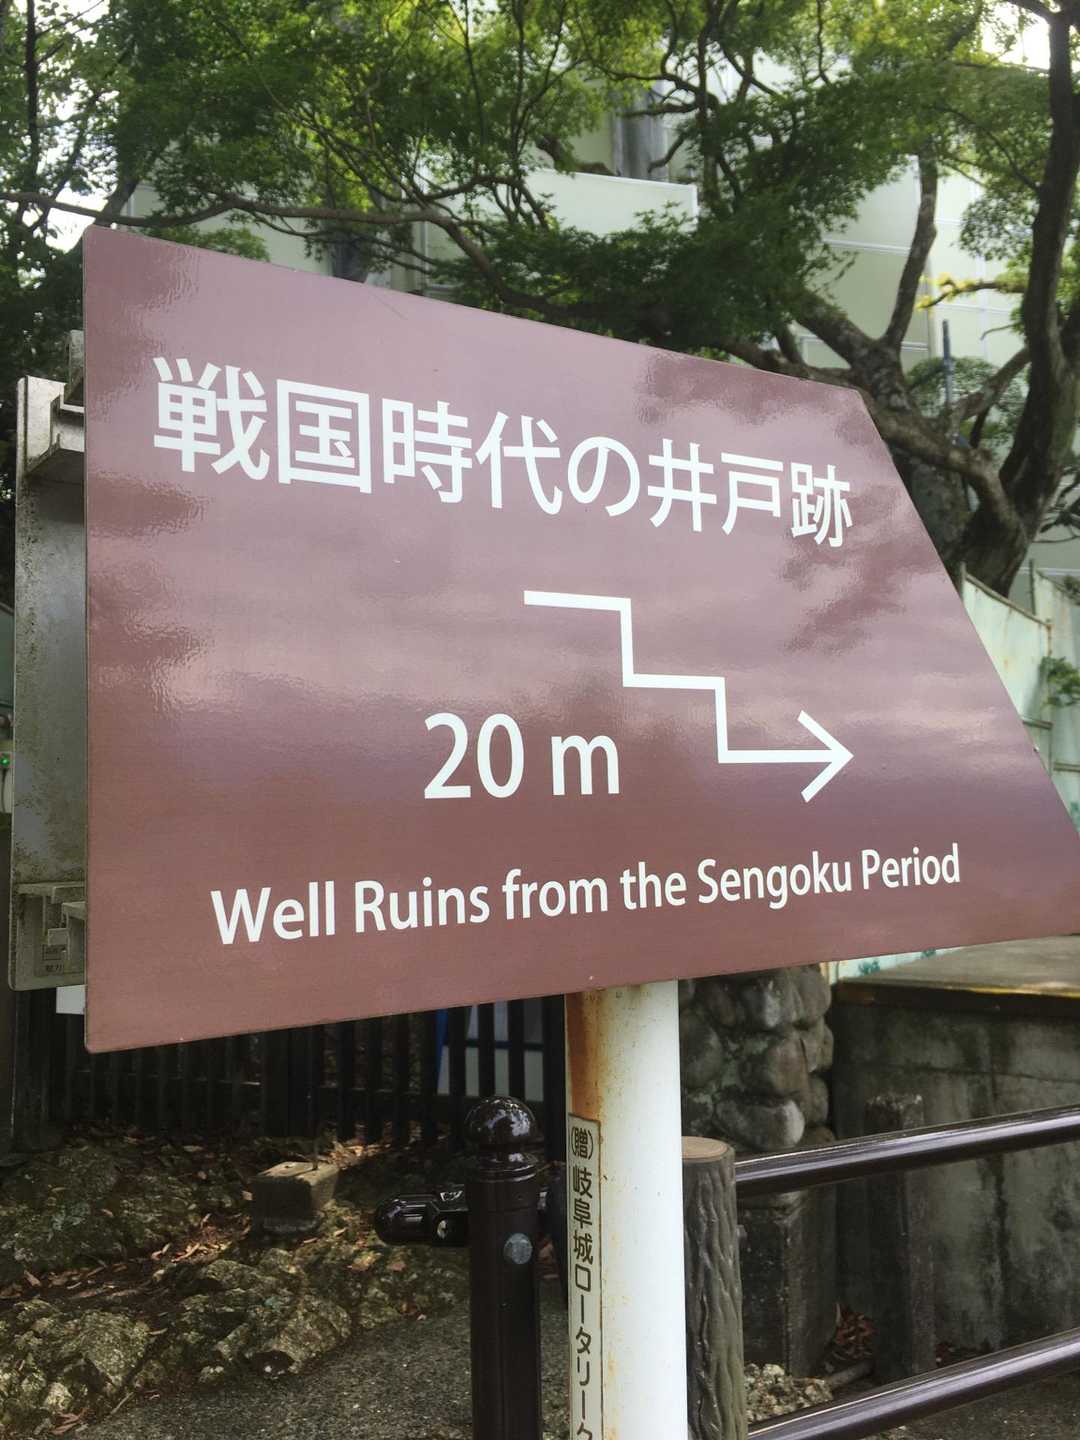 戦国時代の井戸跡
20 m
Well Ruins from the Sengoku Period
(贈)岐阜城ロータリーク